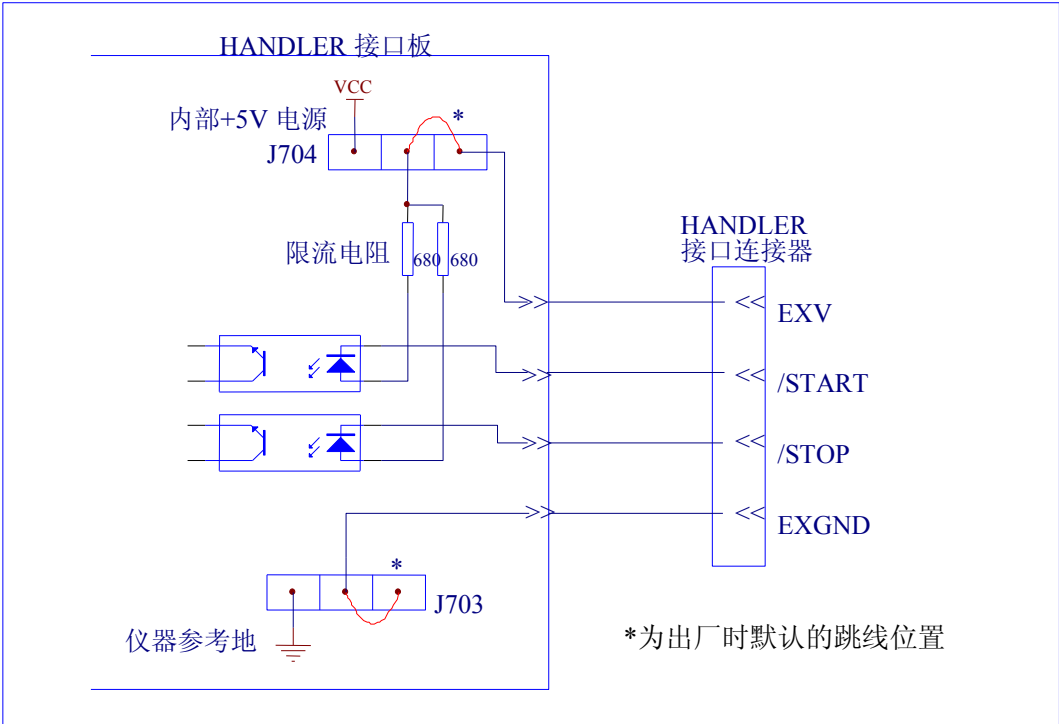 HANDLER 接口板
VCC
内部+5V 电源
*
J704
限流电阻
680 680
HANDLER
接口连接器
EXV
/START
/STOP
EXGND
*
J703
仪器参考地
*为出厂时默认的跳线位置